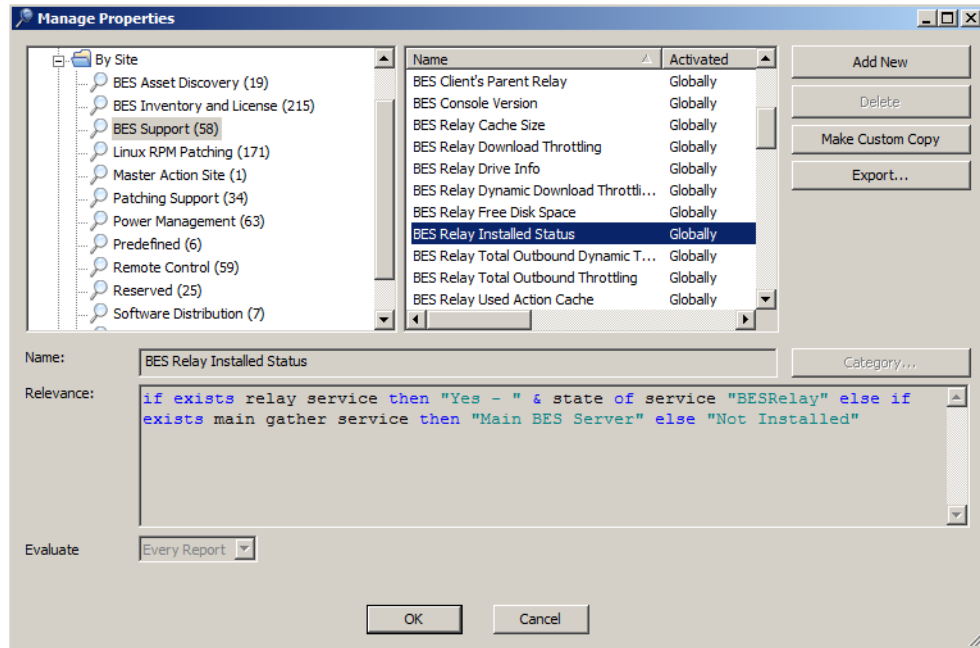 Manage Properties
By Site
BES Asset Discovery (19)
BES Inventory and License (215)
BES Support (58)
Linux RPM Patching (171)
Master Action Site (1)
Patching Support (34)
Power Management (63)
Predefined (6)
Remote Control (59)
Reserved (25)
Software Distribution (7)
Name Activated
BES Client's Parent Relay Globally
BES Console Version Globally
BES Relay Cache Size Globally
BES Relay Download Throttling Globally
BES Relay Drive Info Globally
BES Relay Dynamic Download Throttli... Globally
BES Relay Free Disk Space Globally
BES Relay Installed Status Globally
BES Relay Total Outbound Dynamic T... Globally
BES Relay Total Outbound Throttling Globally
BES Relay Used Action Cache Globally
Add New
Delete
Make Custom Copy
Export...
Name: BES Relay Installed Status Category...
Relevance: if exists relay service then "Yes - " & state of service "BESRelay" else if
exists main gather service then "Main BES Server" else "Not Installed"
Evaluate Every Report
OK Cancel